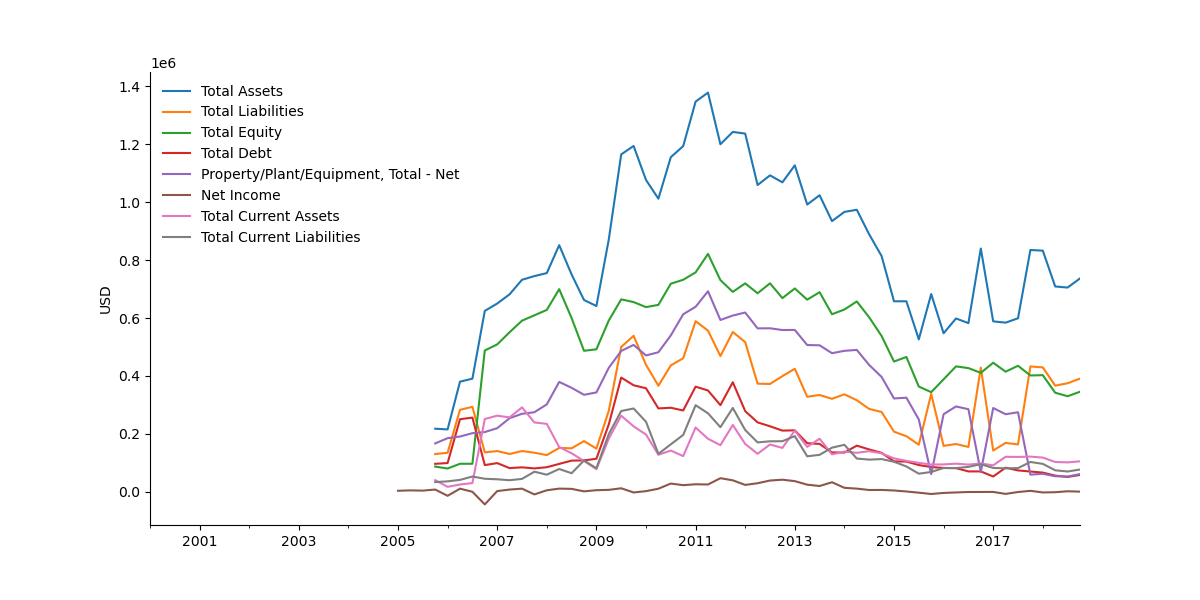 1e6
1.4
1.2
1.0
0.8
0.6
0.4
0.2
0.0
USD
Total Assets
Total Liabilities
Total Equity
Total Debt
Property/Plant/Equipment, Total - Net
Net Income
Total Current Assets
Total Current Liabilities
2001 2003 2005 2007 2009 2011 2013 2015 2017